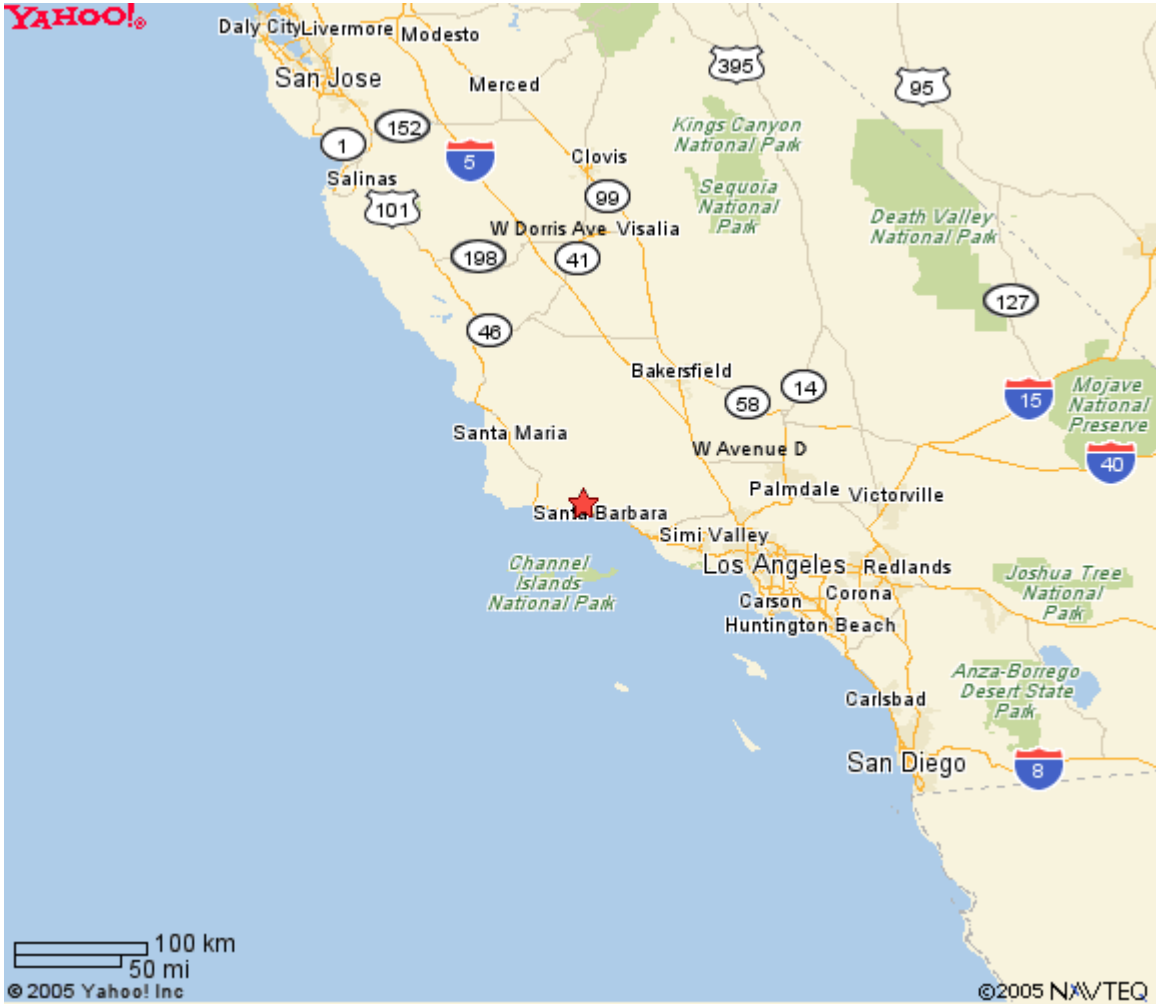 YAHOO!®
Daly City
Livermore
Modesto
San Jose
Merced
395
95
152
1
5
Kings Canyon
National Park
Clovis
Salinas
99
Sequoia
National
Park
101
Death Valley
National Park
W Dorris Ave
Visalia
198
41
127
46
Bakersfield
14
58
15
Mojave
National
Preserve
Santa Maria
W Avenue D
40
Palmdale
Victorville
Santa Barbara
Simi Valley
Channel
Islands
National Park
Los Angeles
Redlands
Joshua Tree
National
Park
Carson
Corona
Huntington Beach
Anza-Borrego
Desert State
Park
Carlsbad
San Diego
8
100 km
50 mi
© 2005 Yahoo! Inc
©2005 NAVTEQ